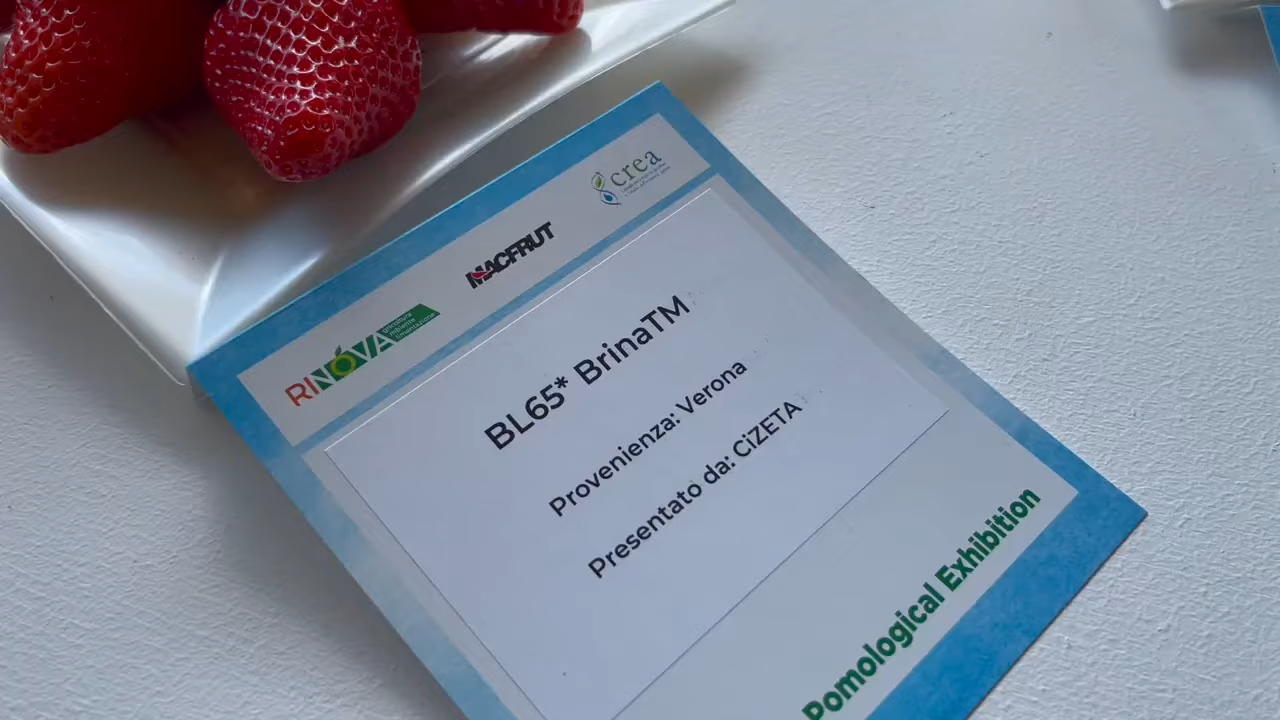 RINOVA
MACFRUT
crea
BL65* BrinaTM
Provenienza: Verona
Presentato da: CiZETA
Pomological Exhibition